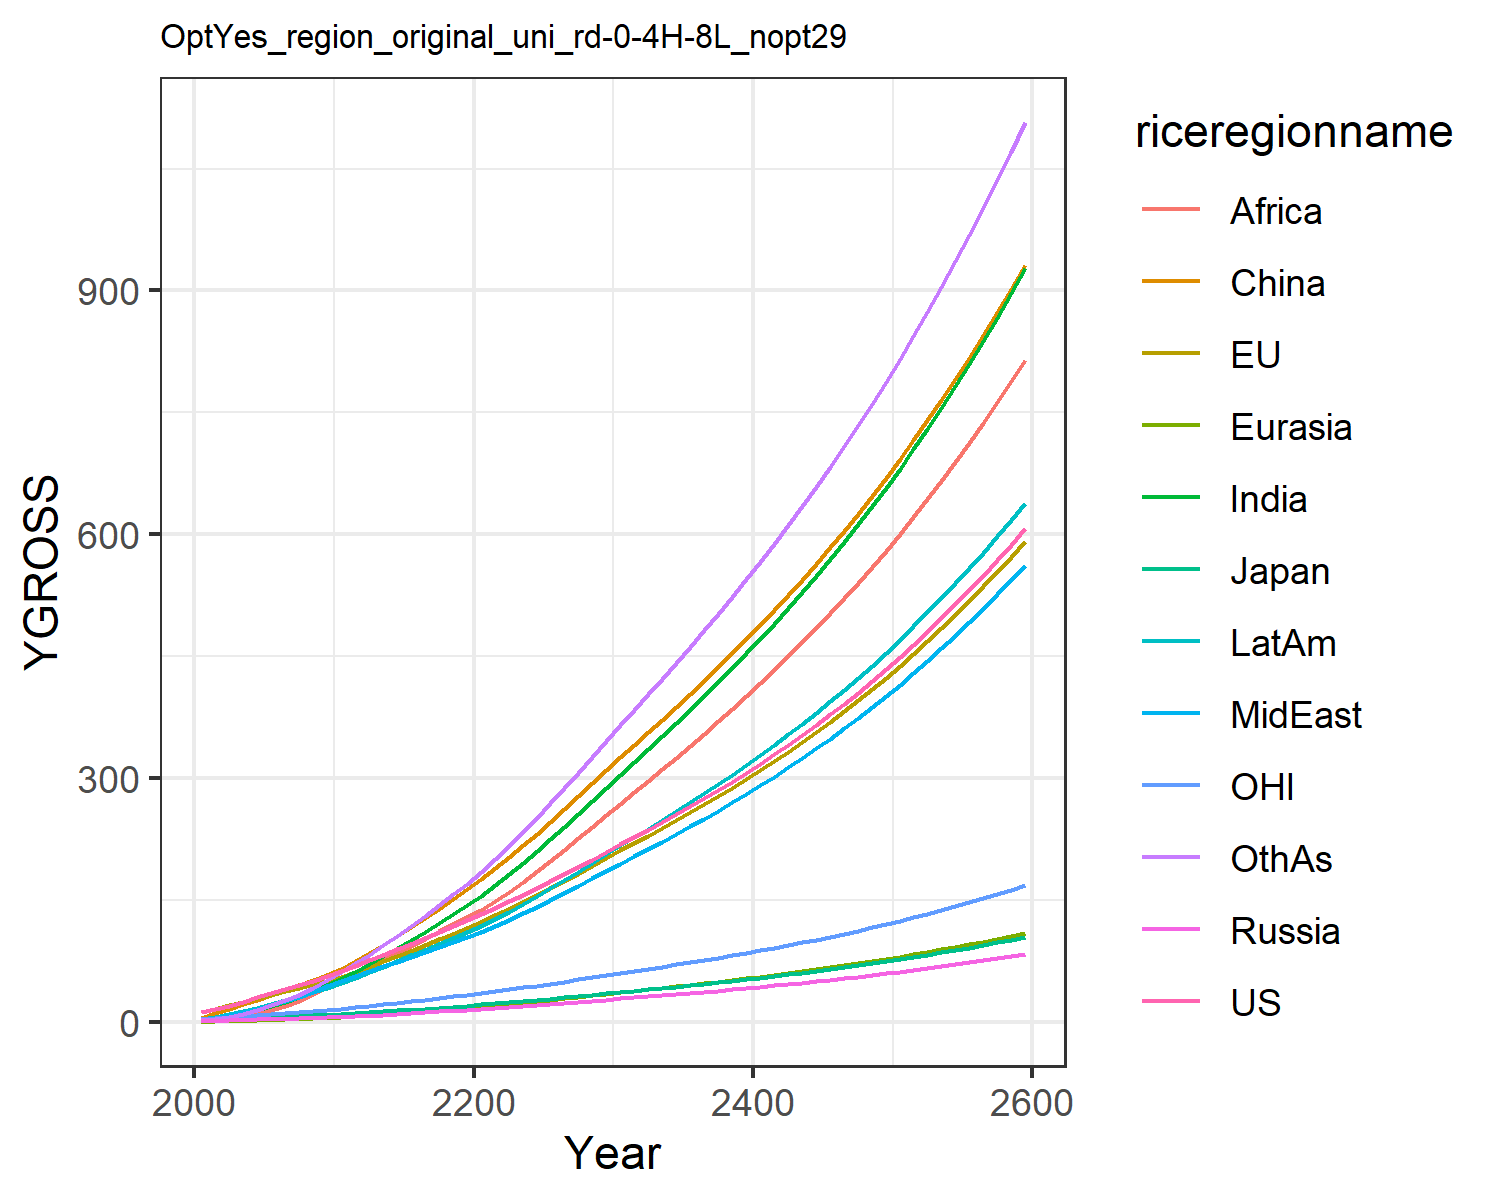 OptYes_region_original_uni_rd-0-4H-8L_nopt29
YGROSS
900
600
300
0
2000
2200
2400
2600
Year
riceregionname
Africa
China
EU
Eurasia
India
Japan
LatAm
MidEast
OHI
OthAs
Russia
US